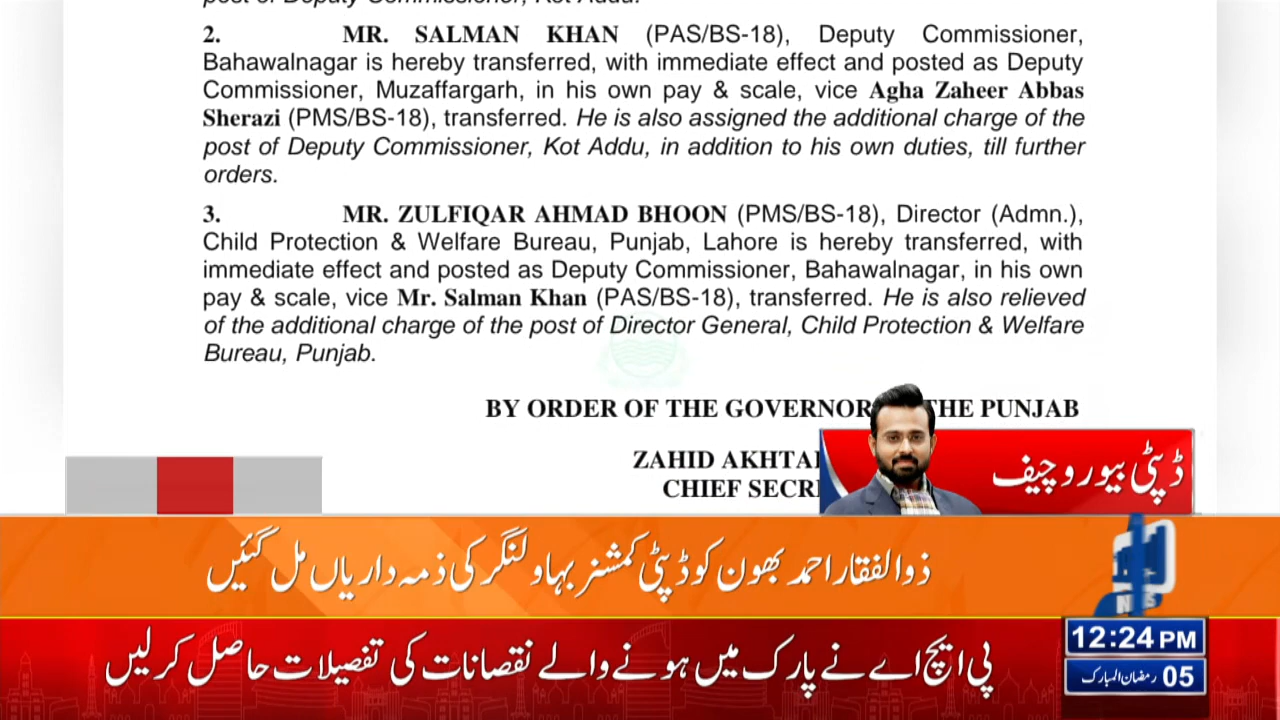 post of Deputy Commissioner, Kot Addu.
2. MR. SALMAN KHAN (PAS/BS-18), Deputy Commissioner,
Bahawalnagar is hereby transferred, with immediate effect and posted as Deputy
Commissioner, Muzaffargarh, in his own pay & scale, vice Agha Zaheer Abbas
Sherazi (PMS/BS-18), transferred. He is also assigned the additional charge of the
post of Deputy Commissioner, Kot Addu, in addition to his own duties, till further
orders.
3. MR. ZULFIQAR AHMAD BHOON (PMS/BS-18), Director (Admn.),
Child Protection & Welfare Bureau, Punjab, Lahore is hereby transferred, with
immediate effect and posted as Deputy Commissioner, Bahawalnagar, in his own
pay & scale, vice Mr. Salman Khan (PAS/BS-18), transferred. He is also relieved
of the additional charge of the post of Director General, Child Protection & Welfare
Bureau, Punjab.
BY ORDER OF THE GOVERNOR THE PUNJAB
ZAHID
CHIEF
ڈپٹی بیورو چیف
ذوالفقار احمد بھون کو ڈپٹی کمشنر بہاولنگر کی ذمہ داریاں مل گئیں
پی ایچ اے نے پارک میں ہونے والے نقصانات کی تفصیلات حاصل کر لیں
12:24 PM
05 رمضان المبارک